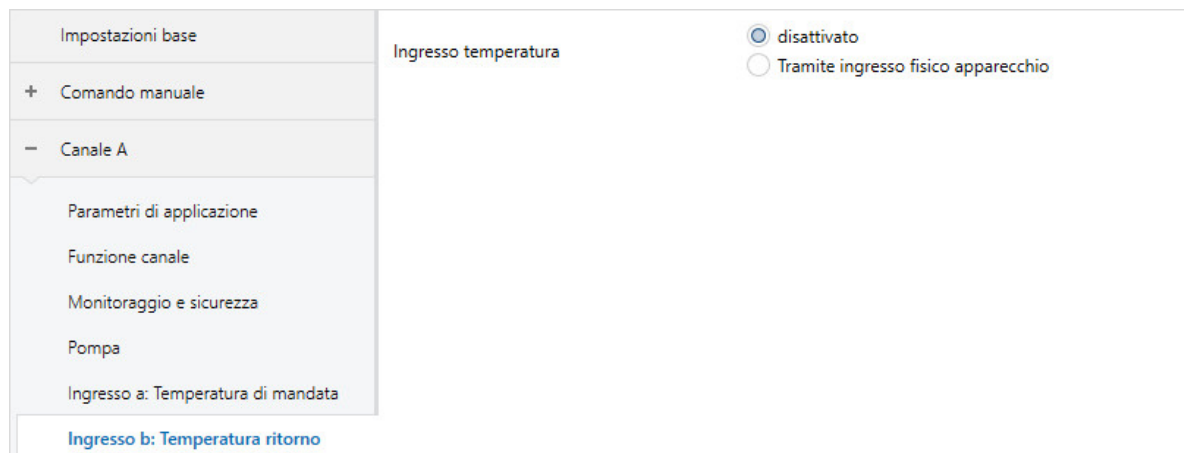 Impostazioni base
+ Comando manuale
− Canale A
Parametri di applicazione
Funzione canale
Monitoraggio e sicurezza
Pompa
Ingresso a: Temperatura di mandata
Ingresso b: Temperatura ritorno
Ingresso temperatura
disattivato
Tramite ingresso fisico apparecchio